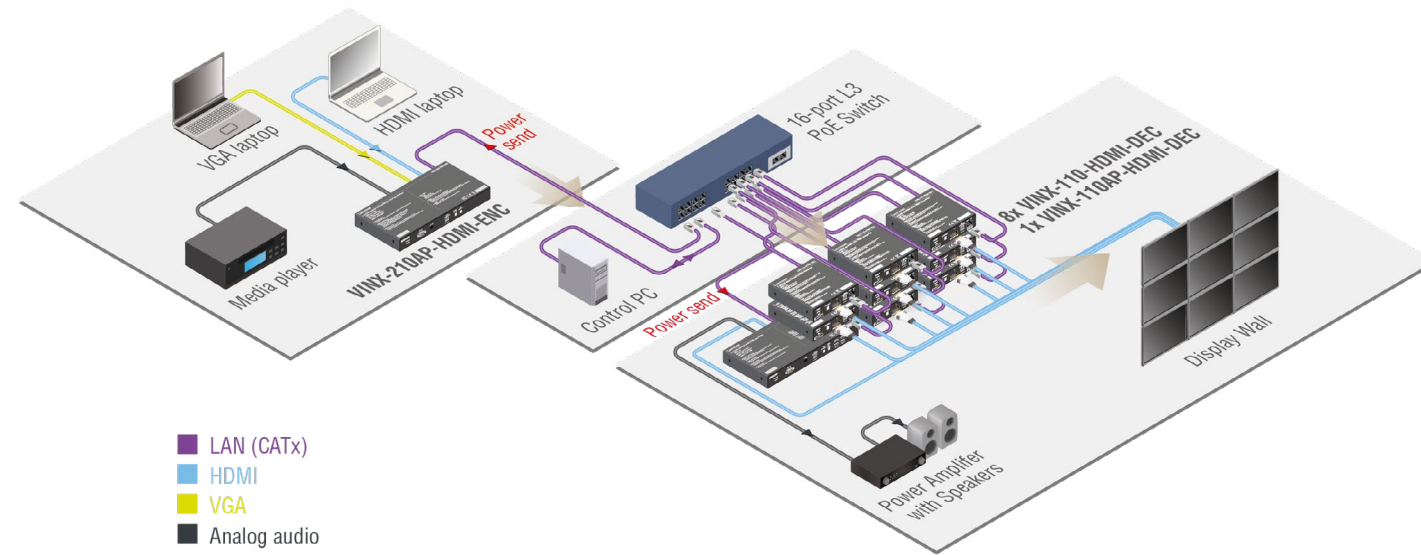 VGA laptop
HDMI laptop
Media player
VINX-210AP-HDMI-ENC
Power
send
Control PC
16-port L3
PoE Switch
Power send
8x VINX-110-HDMI-DEC
1x VINX-110AP-HDMI-DEC
Display Wall
Power Amplifer
with Speakers
LAN (CATx)
HDMI
VGA
Analog audio